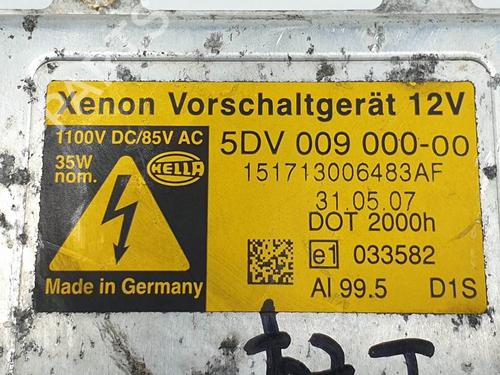 Xenon Vorschaltgerät 12V
1100V DC/85V AC
35W
nom.
HELLA
5DV 009 000-00
151713006483AF
31.05.07
DOT 2000h
e1 033582
Made in Germany
Al 99.5 D1S